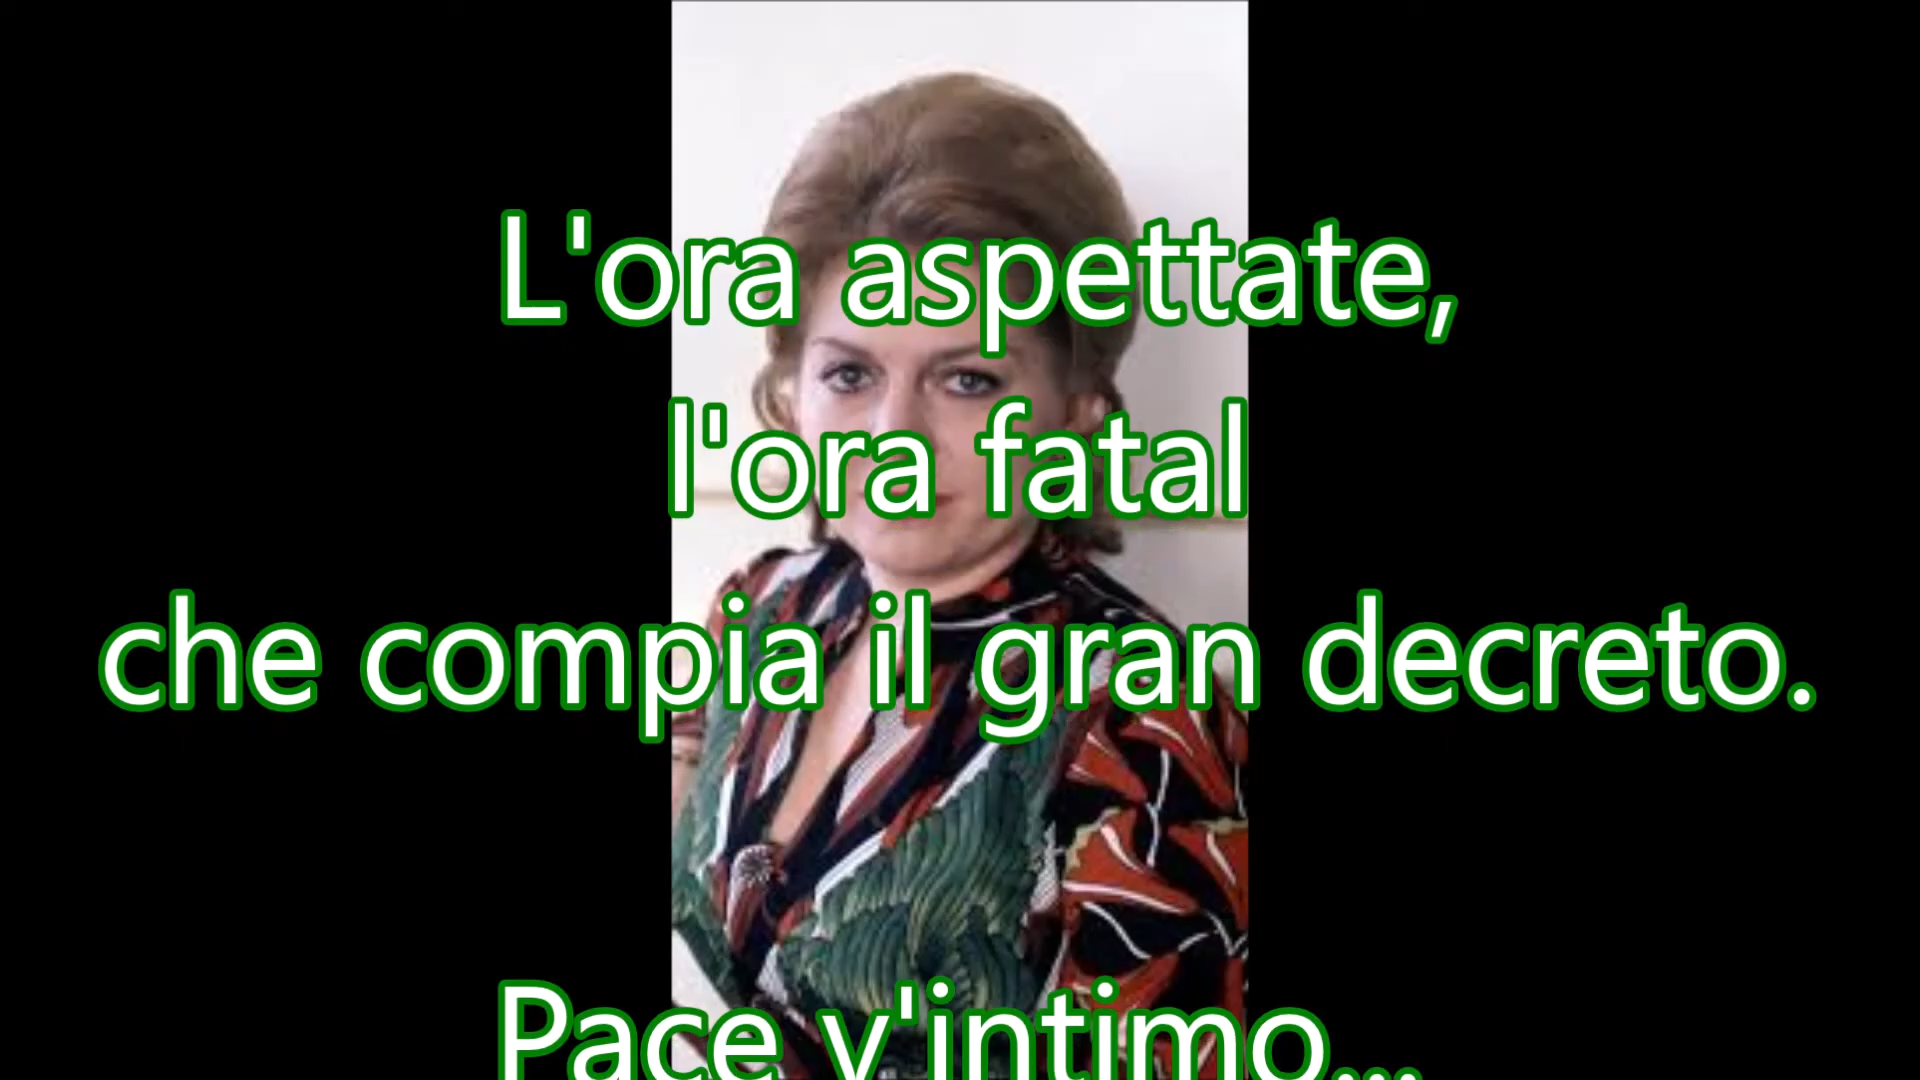 L'ora aspettate,
l'ora fatal
che compia il gran decreto.
Pace v'intimo...